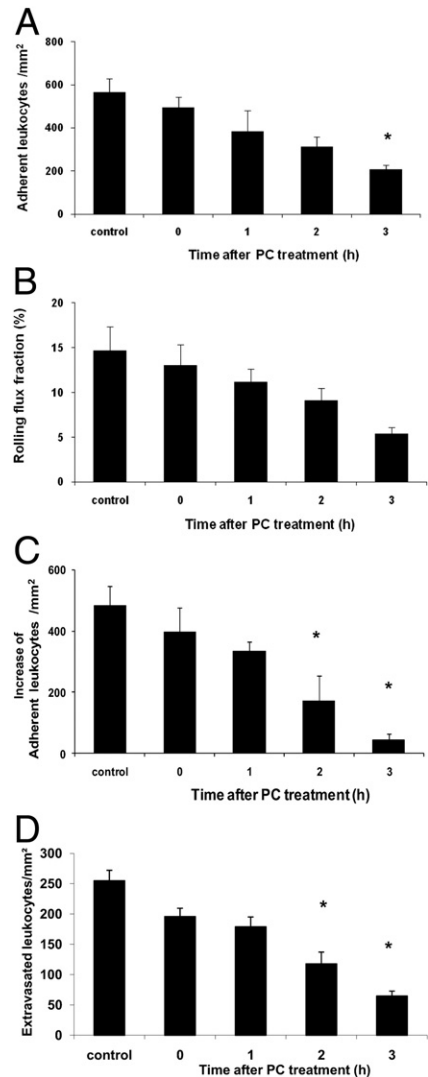 A
Adherent leukocytes /mm²
800
600
400
200
0
control 0 1 2 3
*
Time after PC treatment (h)
B
Rolling flux fraction (%)
20
15
10
5
0
control 0 1 2 3
Time after PC treatment (h)
C
Increase of
Adherent leukocytes /mm²
600
400
200
0
* *
control 0 1 2 3
Time after PC treatment (h)
D
Extravasated leukocytes/mm²
300
250
200
150
100
50
0
* *
control 0 1 2 3
Time after PC treatment (h)